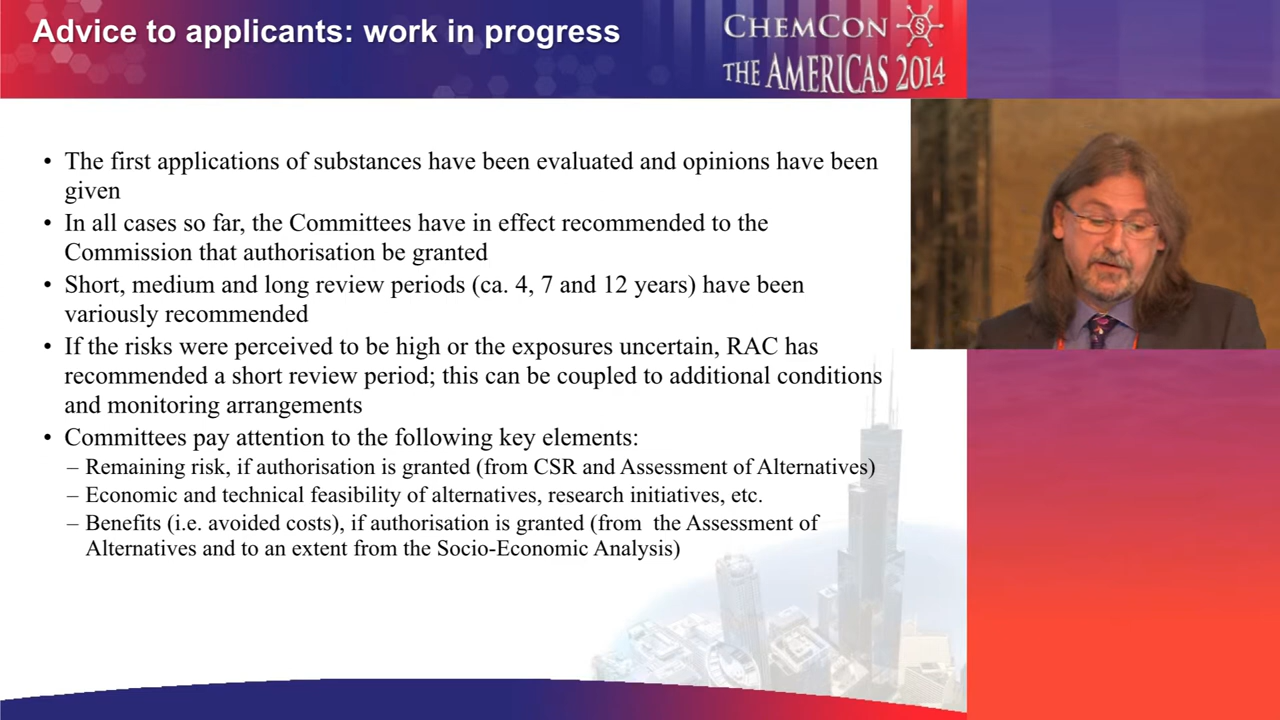 Advice to applicants: work in progress
CHEMCON §
THE AMERICAS 2014
• The first applications of substances have been evaluated and opinions have been
given
• In all cases so far, the Committees have in effect recommended to the
Commission that authorisation be granted
• Short, medium and long review periods (ca. 4, 7 and 12 years) have been
variously recommended
• If the risks were perceived to be high or the exposures uncertain, RAC has
recommended a short review period; this can be coupled to additional conditions
and monitoring arrangements
• Committees pay attention to the following key elements:
– Remaining risk, if authorisation is granted (from CSR and Assessment of Alternatives)
– Economic and technical feasibility of alternatives, research initiatives, etc.
– Benefits (i.e. avoided costs), if authorisation is granted (from the Assessment of
Alternatives and to an extent from the Socio-Economic Analysis)